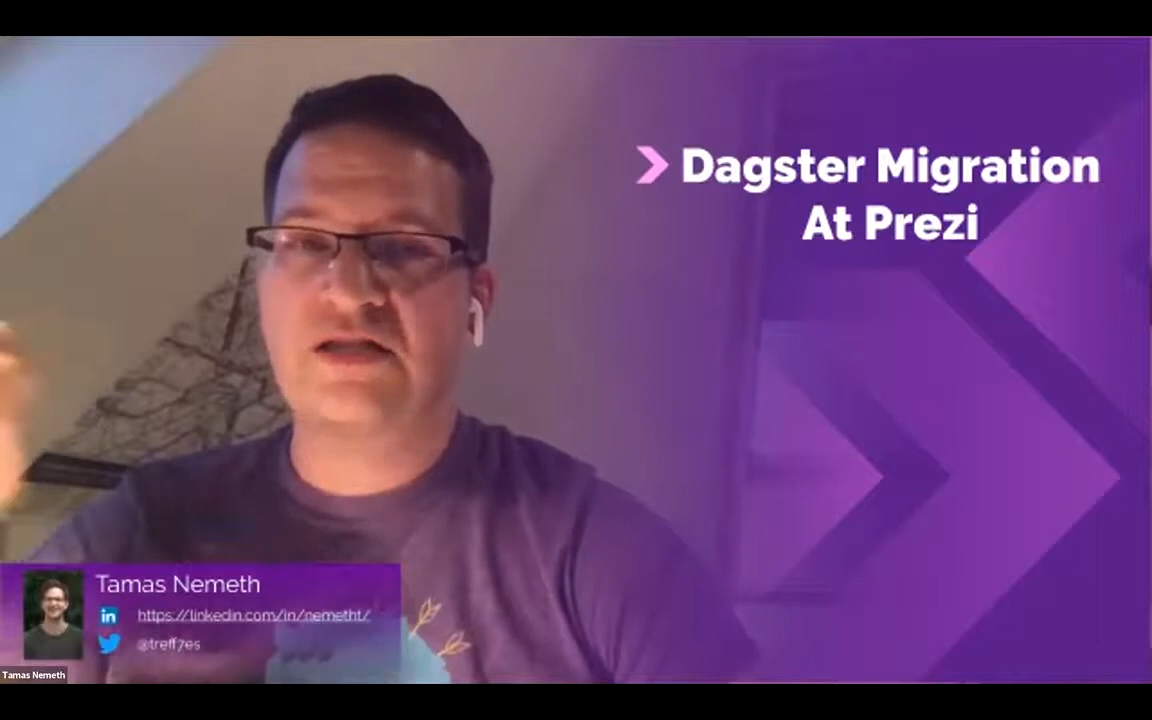 Dagster Migration
At Prezi
Tamas Nemeth
https://linkedin.com/in/nemetht/
@treff7es
Tamas Nemeth